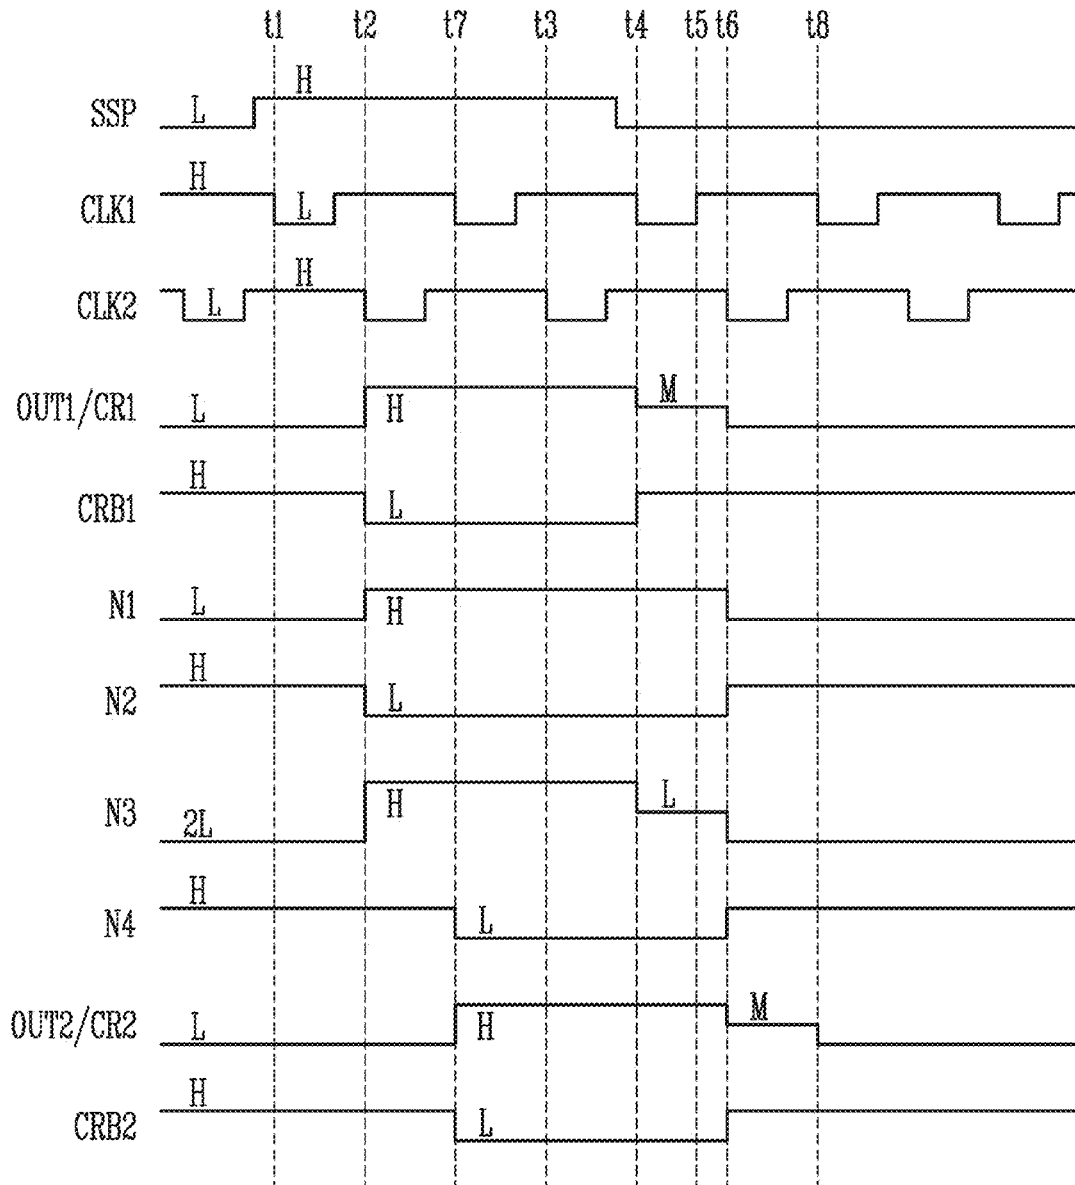 t1 t2 t7 t3 t4 t5 t6 t8
SSP L H
CLK1 H L
CLK2 L H
OUT1/CR1 L H M
CRB1 H L
N1 L H
N2 H L
N3 2L H L
N4 H L
OUT2/CR2 L H M
CRB2 H L